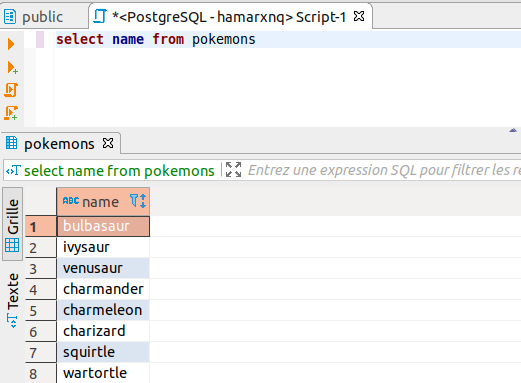 public
*<PostgreSQL - hamarxnq> Script-1
select name from pokemons
pokemons
select name from pokemons
Entrez une expression SQL pour filtrer les re
Grille
Texte
ABC name
1 bulbasaur
2 ivysaur
3 venusaur
4 charmander
5 charmeleon
6 charizard
7 squirtle
8 wartortle